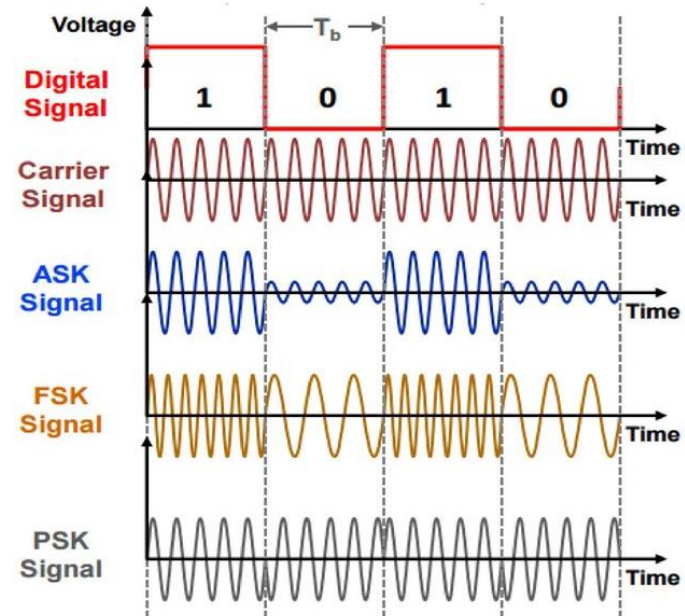 Voltage
T_b
Digital
Signal
1 0 1 0
Time
Carrier
Signal
Time
ASK
Signal
Time
FSK
Signal
Time
PSK
Signal
Time